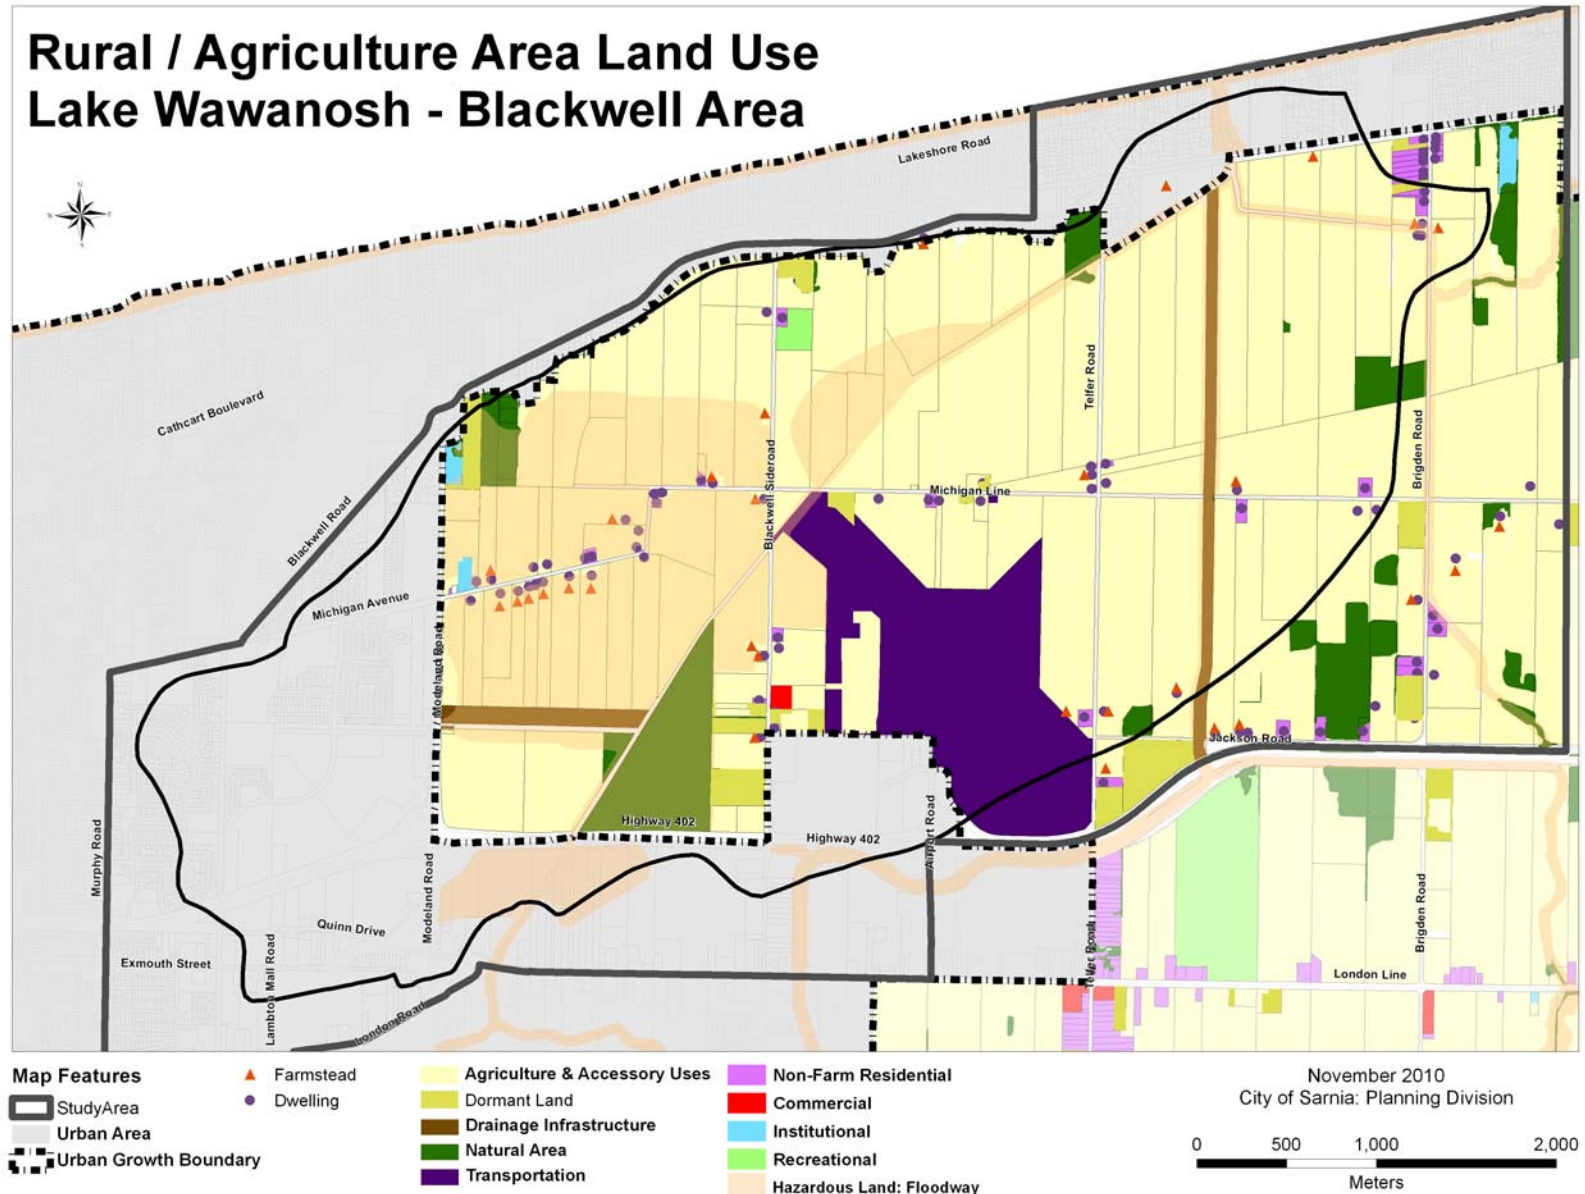 Rural / Agriculture Area Land Use
Lake Wawanosh - Blackwell Area
N
Lakeshore Road
Cathcart Boulevard
Telfer Road
Blackwell Sideroad
Brigden Road
Michigan Line
Blackwell Road
Michigan Avenue
Modeland Road
Modeland Road
Jackson Road
Highway 402
Highway 402
Airport Road
Murphy Road
Modeland Road
Quinn Drive
Brigden Road
Telfer Road
Exmouth Street
Lambton Mall Road
London Line
London Road
Map Features
StudyArea
Urban Area
Urban Growth Boundary
Farmstead
Dwelling
Agriculture & Accessory Uses
Dormant Land
Drainage Infrastructure
Natural Area
Transportation
Non-Farm Residential
Commercial
Institutional
Recreational
Hazardous Land: Floodway
November 2010
City of Sarnia: Planning Division
0 500 1,000 2,000
Meters